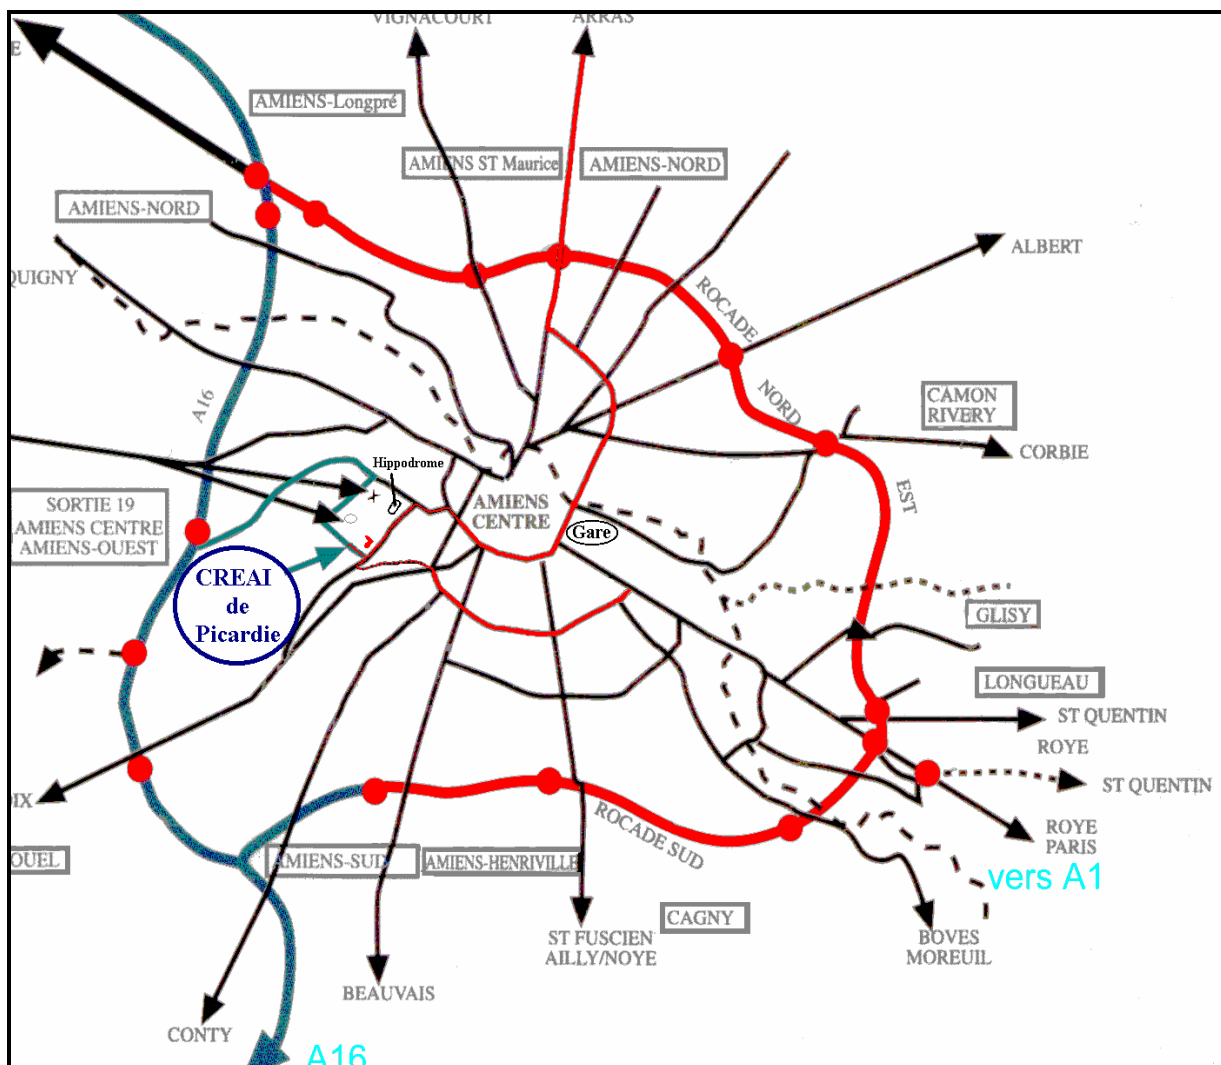 VIGNACOURT
ARRAS
E
AMIENS-Longpré
AMIENS ST Maurice
AMIENS-NORD
AMIENS-NORD
ALBERT
QUIGNY
ROCADE
NORD
EST
A16
CAMON
RIVERY
CORBIE
Hippodrome
SORTIE 19
AMIENS CENTRE
AMIENS-OUEST
AMIENS
CENTRE
Gare
CREAI
de
Picardie
GLISY
LONGUEAU
ST QUENTIN
ROYE
ST QUENTIN
OIX
ROYE
PARIS
ROCADE SUD
OUEL
AMIENS-SUD
AMIENS-HENRIVILLE
vers A1
CAGNY
ST FUSCIEN
AILLY/NOYE
BOVES
MOREUIL
BEAUVAIS
CONTY
A16